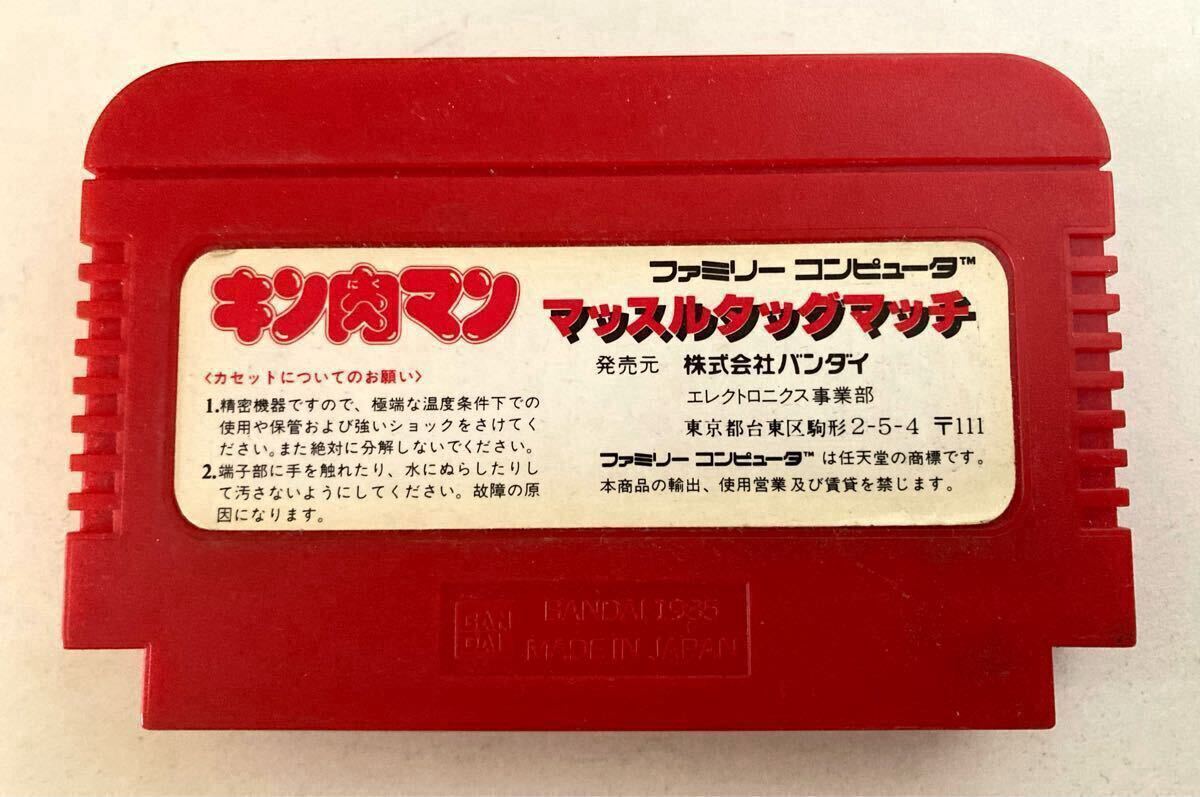 キン肉マン
にく
〈カセットについてのお願い〉
1.精密機器ですので、極端な温度条件下での
使用や保管および強いショックをさけてく
ださい。また絶対に分解しないでください。
2.端子部に手を触れたり、水にぬらしたりし
て汚さないようにしてください。故障の原
因になります。
ファミリー コンピュータ™
マッスルタッグマッチ
発売元 株式会社バンダイ
エレクトロニクス事業部
東京都台東区駒形2-5-4 〒111
ファミリー コンピュータ™ は任天堂の商標です。
本商品の輸出、使用営業及び賃貸を禁じます。
BAN
DAI
BANDAI 1985
MADE IN JAPAN